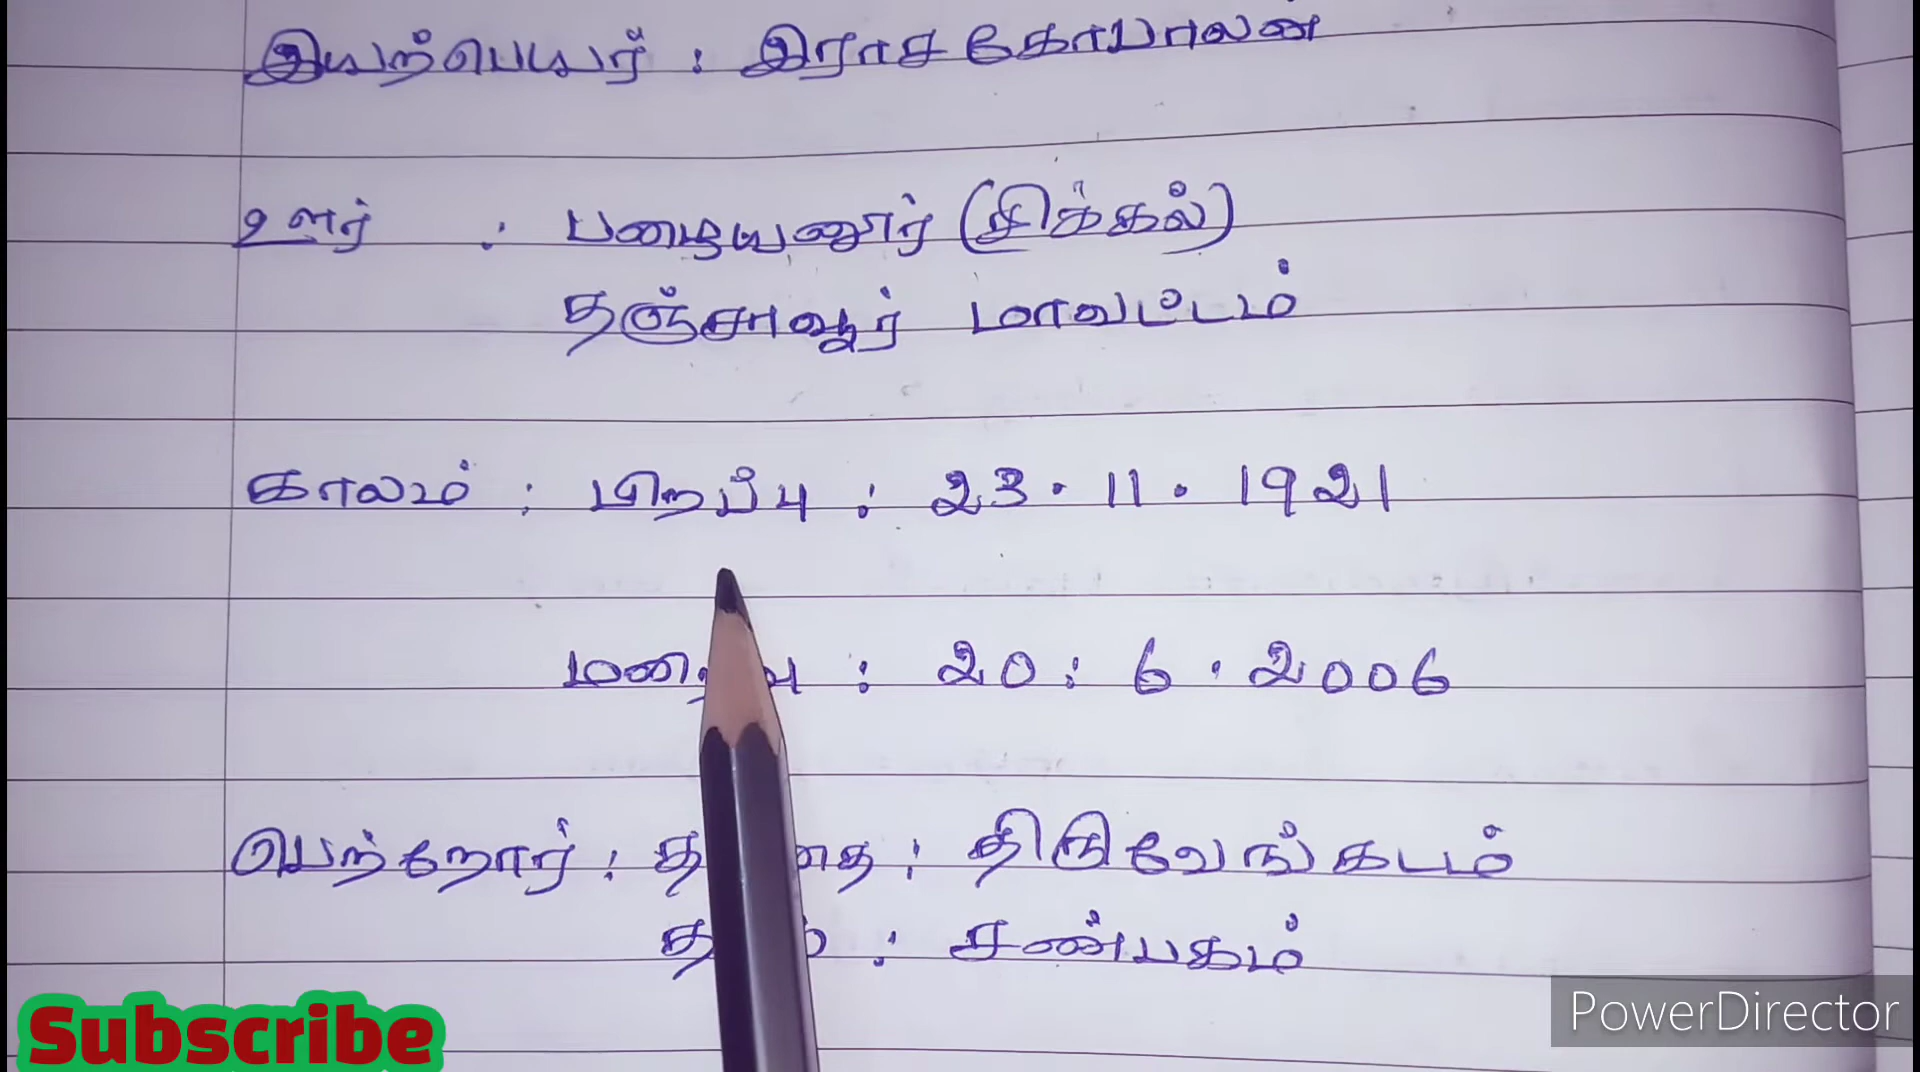 இயற்பெயர் : இராசகோபாலன்
ஊர் : பழையனூர் (சிக்கல்)
தஞ்சாவூர் மாவட்டம்
காலம் : பிறப்பு : 23.11.1921
: 20 : 6 . 2006
பெற்றோர் : : திருவேங்கடம்
: சண்பகம்
Subscribe
PowerDirector